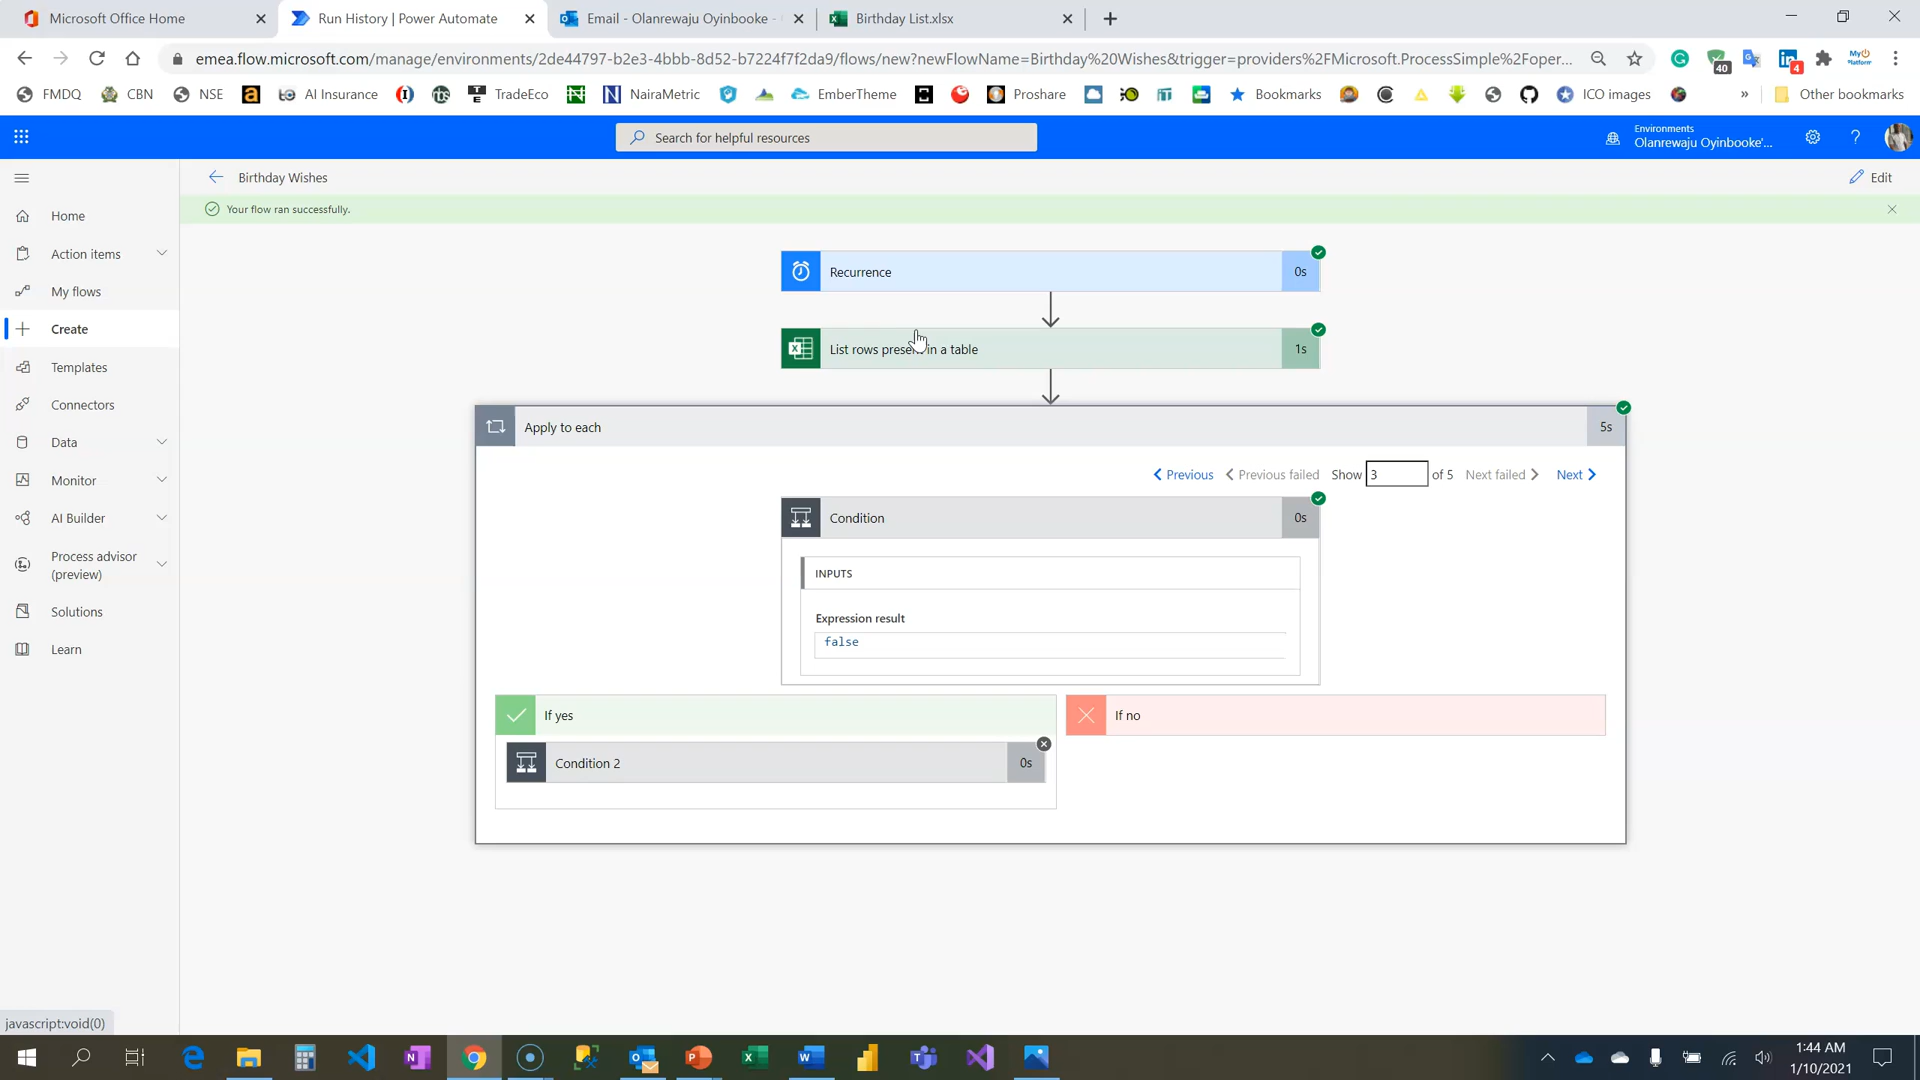 Microsoft Office Home
Run History | Power Automate
Email - Olanrewaju Oyinbooke -
Birthday List.xlsx
emea.flow.microsoft.com/manage/environments/2de44797-b2e3-4bbb-8d52-b7224f7f2da9/flows/new?newFlowName=Birthday%20Wishes&trigger=providers%2FMicrosoft.ProcessSimple%2Foper...
40
4
My
Platform
FMDQ
CBN
NSE
AI Insurance
TradeEco
NairaMetric
EmberTheme
Proshare
Bookmarks
ICO images
»
Other bookmarks
Search for helpful resources
Environments
Olanrewaju Oyinbooke'...
?
Birthday Wishes
Edit
Your flow ran successfully.
Home
Action items
My flows
Create
Templates
Connectors
Data
Monitor
AI Builder
Process advisor
(preview)
Solutions
Learn
Recurrence
0s
List rows present in a table
1s
Apply to each
5s
Previous
Previous failed
Show
3
of 5
Next failed
Next
Condition
0s
INPUTS
Expression result
false
If yes
If no
Condition 2
0s
javascript:void(0)
1:44 AM
1/10/2021